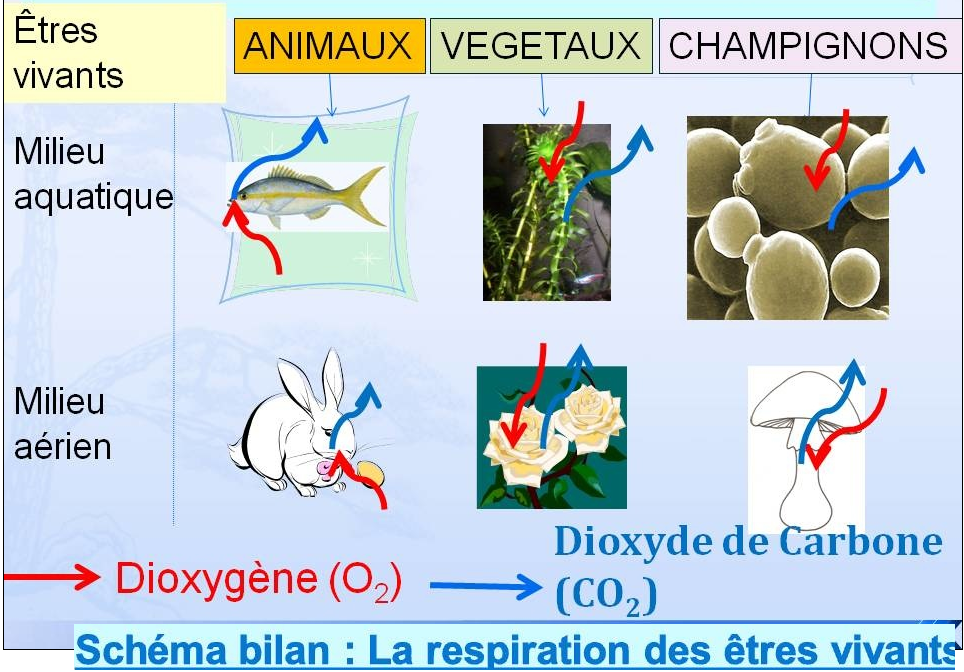 Êtres
vivants
ANIMAUX
VEGETAUX
CHAMPIGNONS
Milieu
aquatique
Milieu
aérien
Dioxygène (O₂)
Dioxyde de Carbone
(CO₂)
Schéma bilan : La respiration des êtres vivants